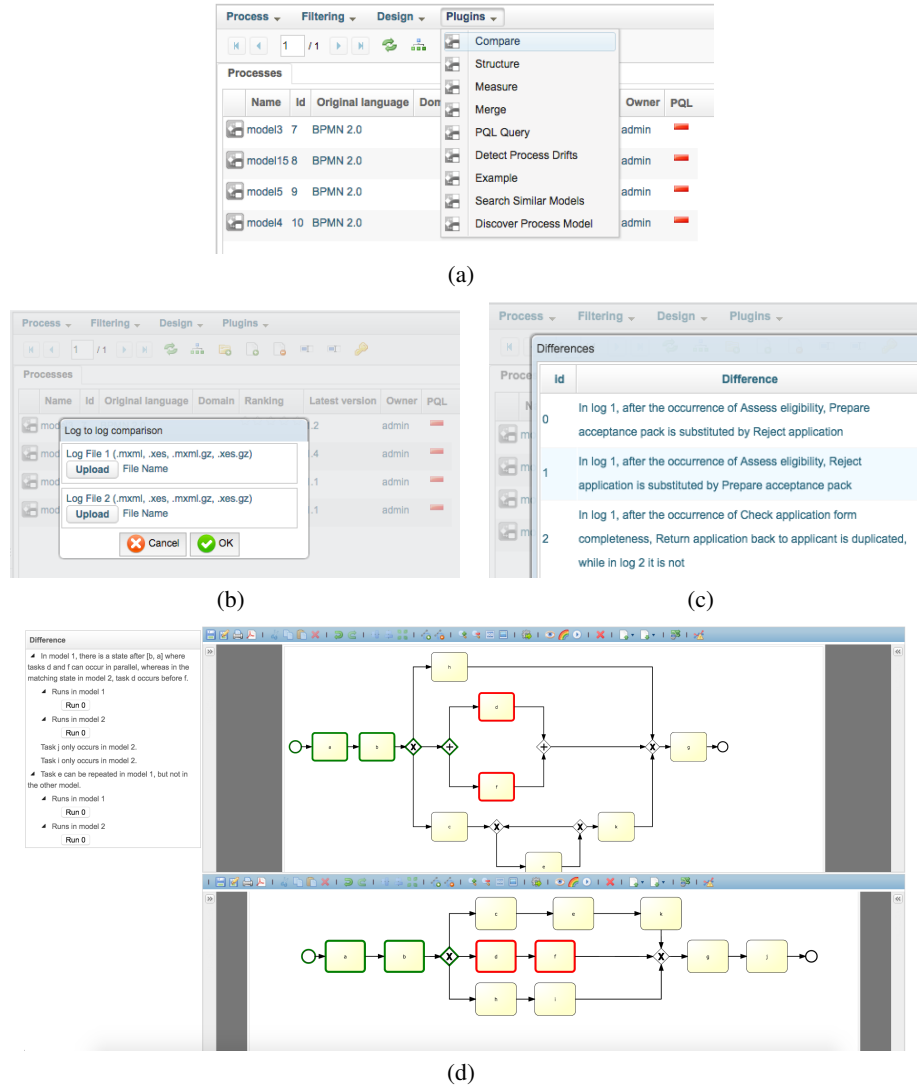 Process Filtering Design Plugins
1 / 1
Compare
Structure
Measure
Merge
PQL Query
Detect Process Drifts
Example
Search Similar Models
Discover Process Model
Processes
Name Id Original language Dom Owner PQL
model3 7 BPMN 2.0 admin
model15 8 BPMN 2.0 admin
model5 9 BPMN 2.0 admin
model4 10 BPMN 2.0 admin
(a)
Process Filtering Design Plugins
1 / 1
Processes
Name Id Original language Domain Ranking Latest version Owner PQL
mod .2 admin
mod .4 admin
mod .1 admin
mod .1 admin
Log to log comparison
Log File 1 (.mxml, .xes, .mxml.gz, .xes.gz)
Upload File Name
Log File 2 (.mxml, .xes, .mxml.gz, .xes.gz)
Upload File Name
Cancel OK
(b)
Process Filtering Design Plugins
Proce
Differences
id Difference
0 In log 1, after the occurrence of Assess eligibility, Prepare
acceptance pack is substituted by Reject application
1 In log 1, after the occurrence of Assess eligibility, Reject
application is substituted by Prepare acceptance pack
2 In log 1, after the occurrence of Check application form
completeness, Return application back to applicant is duplicated,
while in log 2 it is not
(c)
Difference
In model 1, there is a state after [b, a] where
tasks d and f can occur in parallel, whereas in the
matching state in model 2, task d occurs before f.
Runs in model 1
Run 0
Runs in model 2
Run 0
Task j only occurs in model 2.
Task i only occurs in model 2.
Task e can be repeated in model 1, but not in
the other model.
Runs in model 1
Run 0
Runs in model 2
Run 0
h
d
a b g
f
c k
e
c e k
a b d f g j
h i
(d)